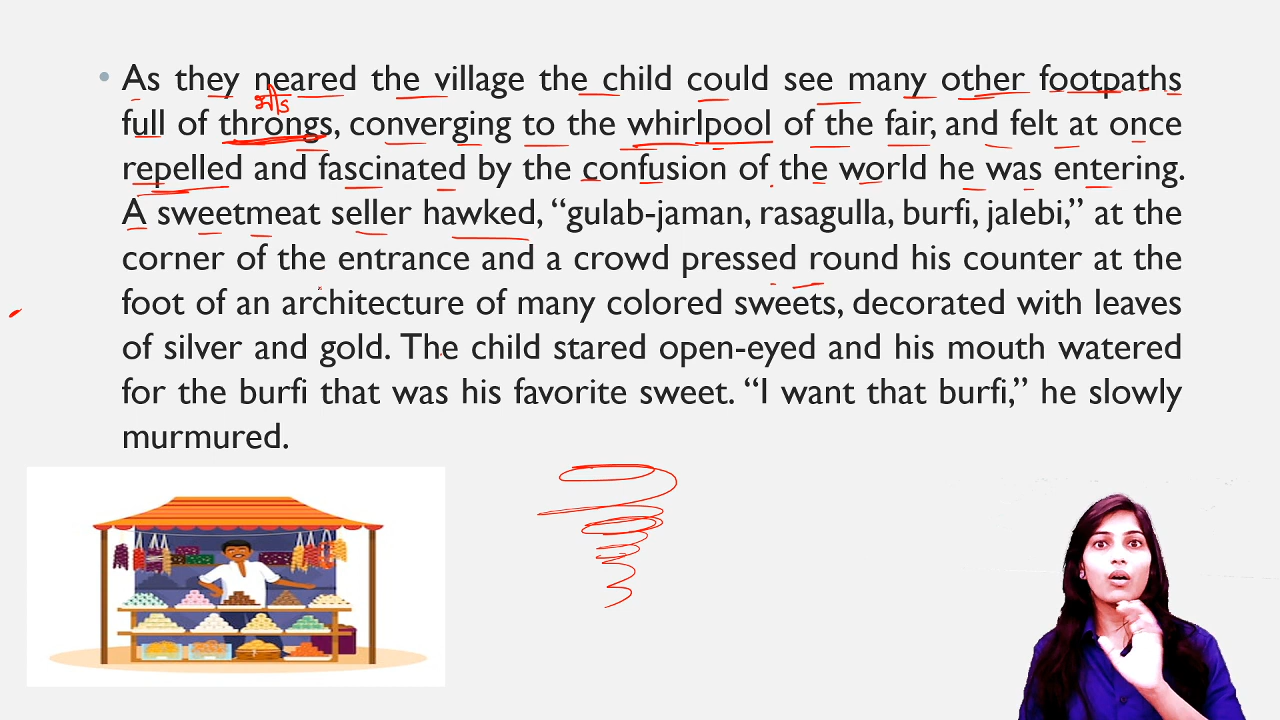 • As they neared the village the child could see many other footpaths
भीड
full of throngs, converging to the whirlpool of the fair, and felt at once
repelled and fascinated by the confusion of the world he was entering.
A sweetmeat seller hawked, “gulab-jaman, rasagulla, burfi, jalebi,” at the
corner of the entrance and a crowd pressed round his counter at the
foot of an architecture of many colored sweets, decorated with leaves
of silver and gold. The child stared open-eyed and his mouth watered
for the burfi that was his favorite sweet. “I want that burfi,” he slowly
murmured.